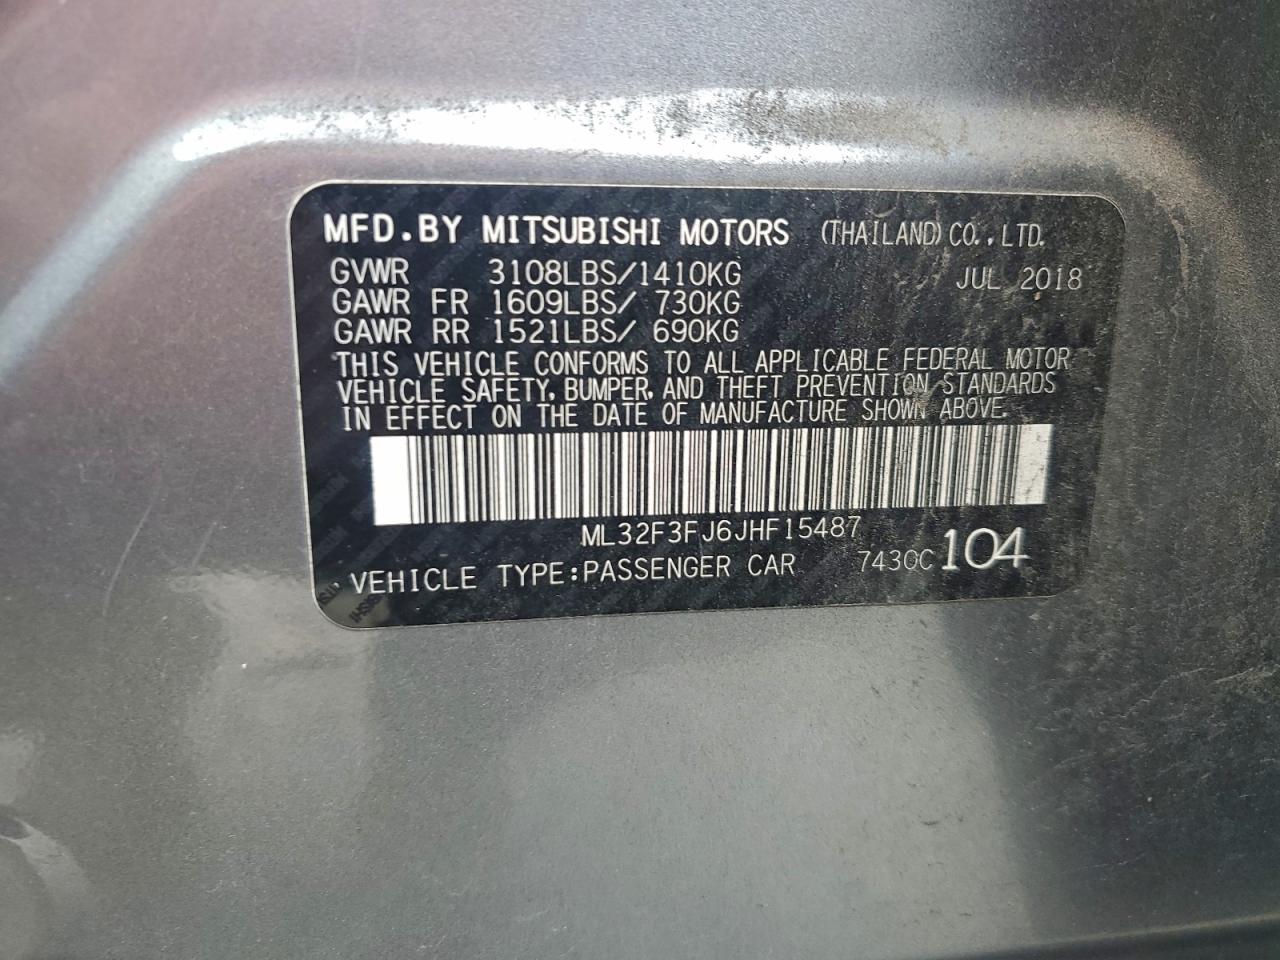 MFD.BY MITSUBISHI MOTORS (THAILAND) CO., LTD.
GVWR 3108LBS/1410KG JUL 2018
GAWR FR 1609LBS/ 730KG
GAWR RR 1521LBS/ 690KG
THIS VEHICLE CONFORMS TO ALL APPLICABLE FEDERAL MOTOR
VEHICLE SAFETY, BUMPER, AND THEFT PREVENTION STANDARDS
IN EFFECT ON THE DATE OF MANUFACTURE SHOWN ABOVE.
ML32F3FJ6JHF15487
VEHICLE TYPE:PASSENGER CAR 7430C 104